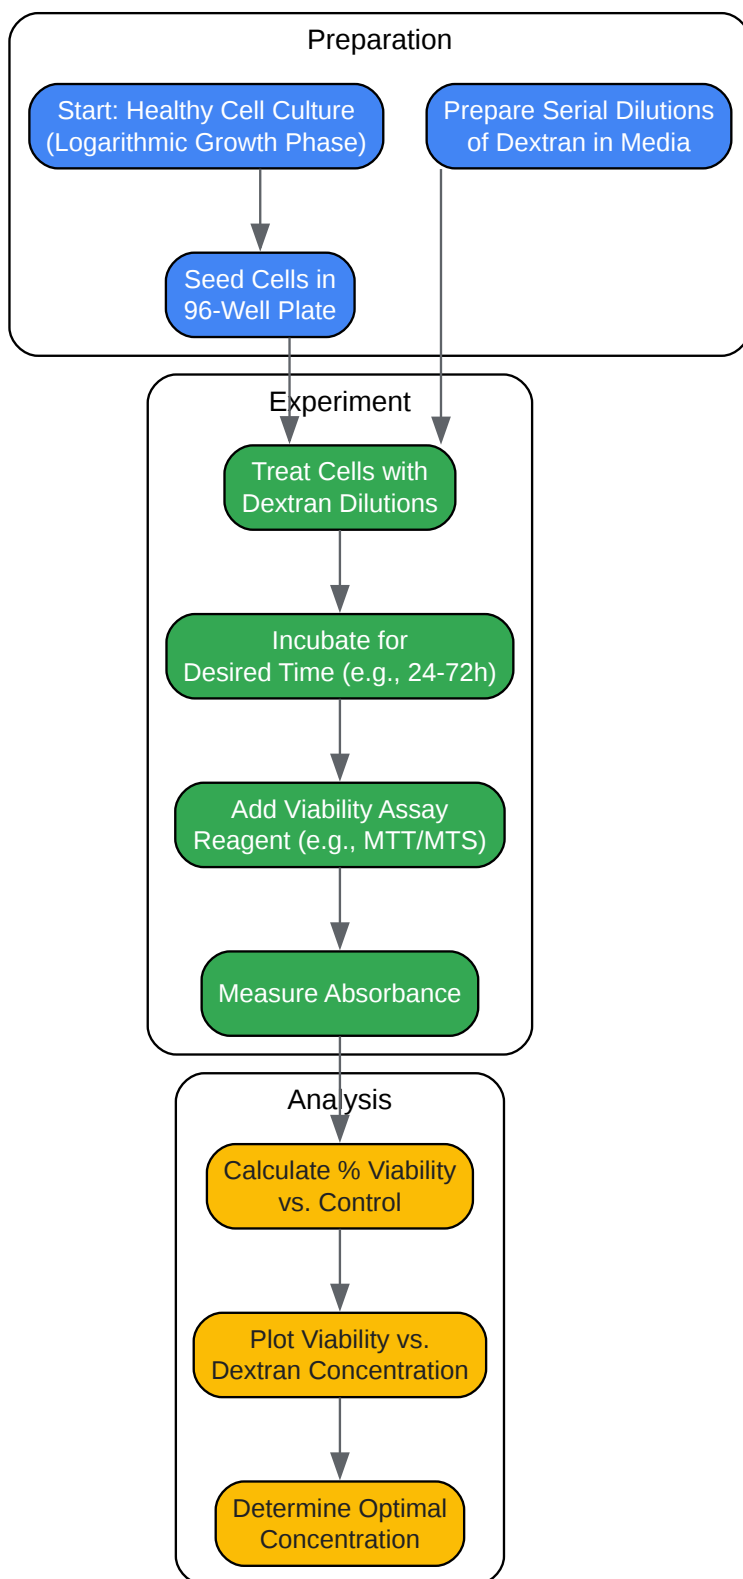 Preparation
Start: Healthy Cell Culture
(Logarithmic Growth Phase)
Prepare Serial Dilutions
of Dextran in Media
Seed Cells in
96-Well Plate
Experiment
Treat Cells with
Dextran Dilutions
Incubate for
Desired Time (e.g., 24-72h)
Add Viability Assay
Reagent (e.g., MTT/MTS)
Measure Absorbance
Analysis
Calculate % Viability
vs. Control
Plot Viability vs.
Dextran Concentration
Determine Optimal
Concentration